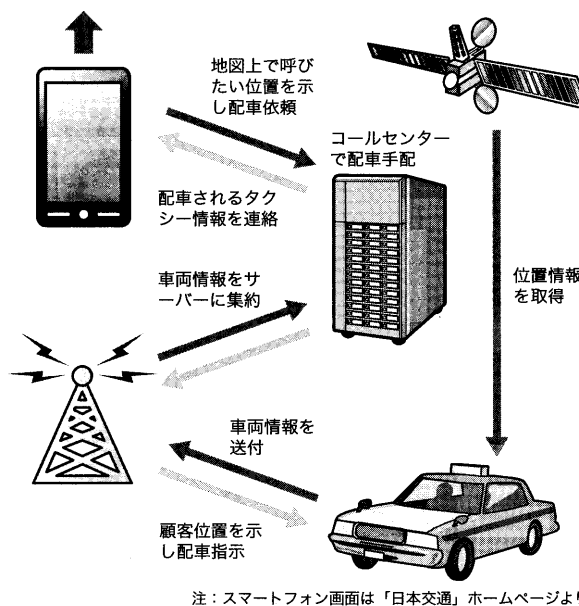 地図上で呼び
たい位置を示
し配車依頼
コールセンター
で配車手配
配車されるタク
シー情報を連絡
車両情報をサ
ーバーに集約
位置情報
を取得
車両情報を
送付
顧客位置を示
し配車指示
注：スマートフォン画面は「日本交通」ホームページより